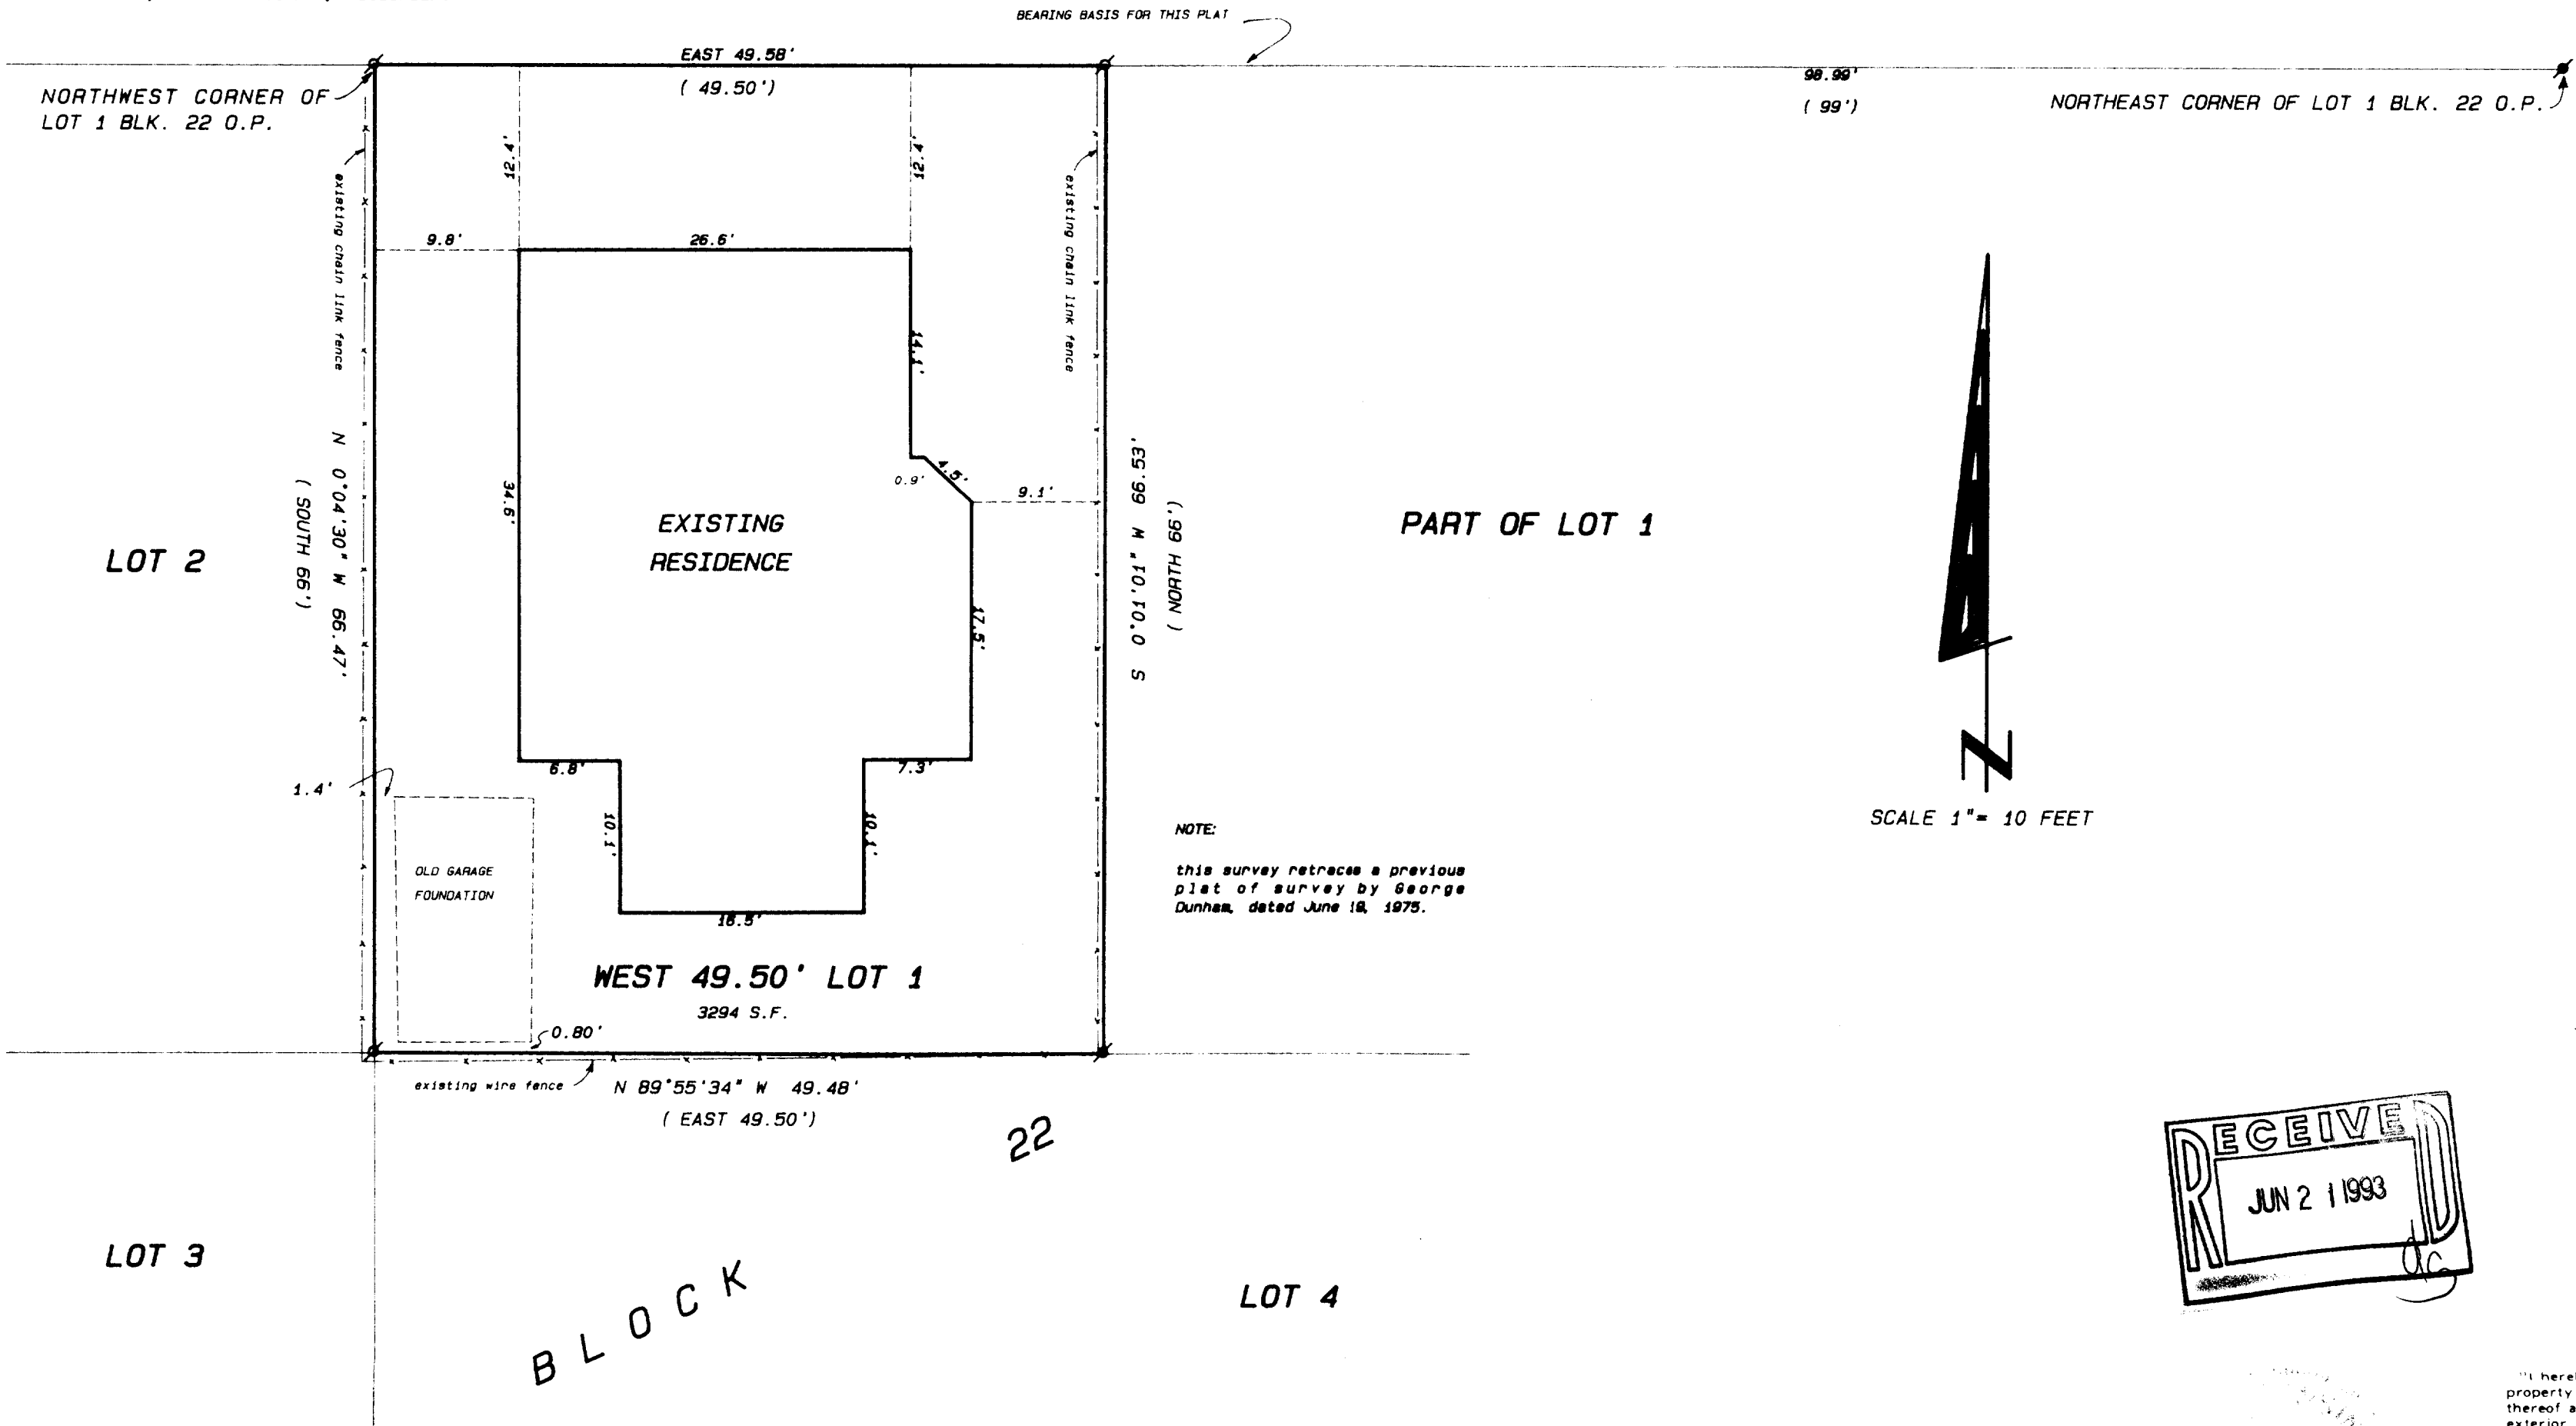 BEARING BASIS FOR THIS PLAT
EAST 49.58'
( 49.50')
98.99'
( 99')
NORTHWEST CORNER OF
LOT 1 BLK. 22 O.P.
NORTHEAST CORNER OF LOT 1 BLK. 22 O.P.
12.4'
12.4'
existing chain link fence
existing chain link fence
9.8'
26.6'
14.1'
4.5'
0.9'
9.1'
34.6'
N 0°04'30" W 66.47'
( SOUTH 66')
S 0°01'01" W 66.53'
( NORTH 66')
EXISTING
RESIDENCE
LOT 2
PART OF LOT 1
17.5'
6.8'
7.3'
1.4'
10.1'
10.1'
16.5'
OLD GARAGE
FOUNDATION
N
SCALE 1"= 10 FEET
NOTE:
this survey retraces a previous
plat of survey by George
Dunham, dated June 19, 1975.
WEST 49.50' LOT 1
3294 S.F.
0.80'
existing wire fence
N 89°55'34" W 49.48'
( EAST 49.50')
22
BLOCK
LOT 3
LOT 4
RECEIVED
JUN 21 1993
property
thereof
exterior